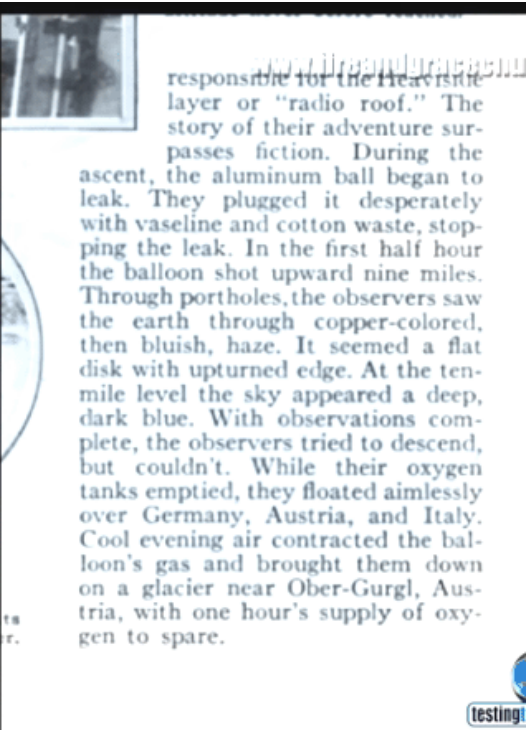 responsible for the Heaviside
layer or "radio roof." The
story of their adventure sur-
passes fiction. During the
ascent, the aluminum ball began to
leak. They plugged it desperately
with vaseline and cotton waste, stop-
ping the leak. In the first half hour
the balloon shot upward nine miles.
Through portholes, the observers saw
the earth through copper-colored,
then bluish, haze. It seemed a flat
disk with upturned edge. At the ten-
mile level the sky appeared a deep,
dark blue. With observations com-
plete, the observers tried to descend,
but couldn't. While their oxygen
tanks emptied, they floated aimlessly
over Germany, Austria, and Italy.
Cool evening air contracted the bal-
loon's gas and brought them down
on a glacier near Ober-Gurgl, Aus-
tria, with one hour's supply of oxy-
gen to spare.
ts
er.
testing